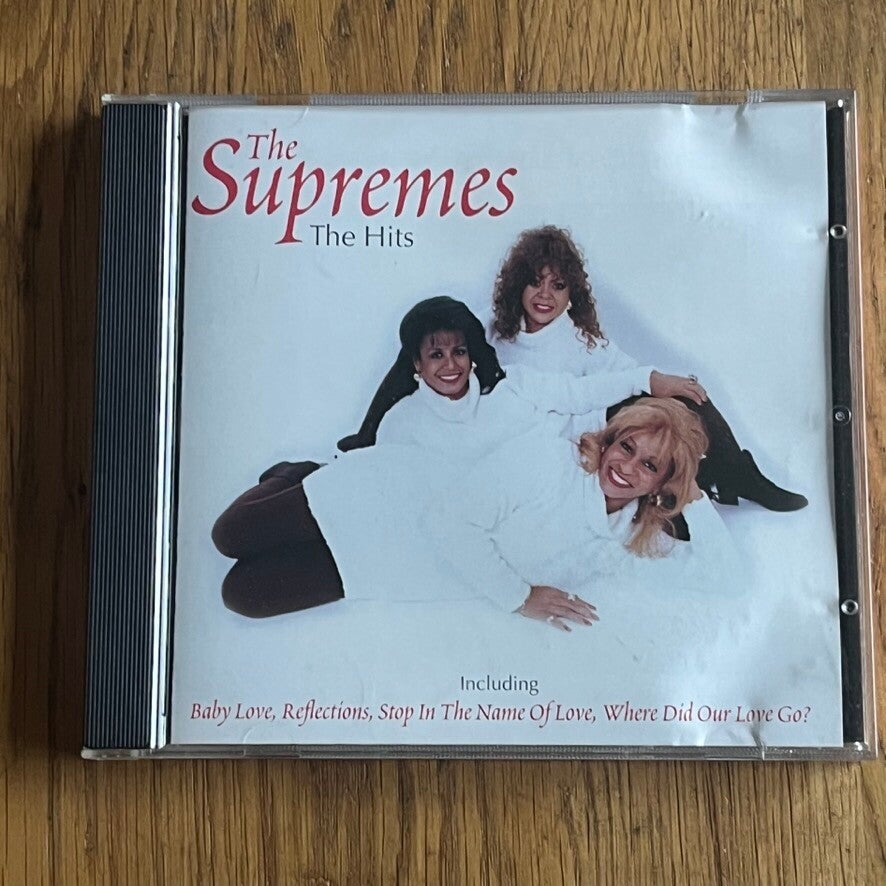 The
Supremes
The Hits
Including
Baby Love, Reflections, Stop In The Name Of Love, Where Did Our Love Go?